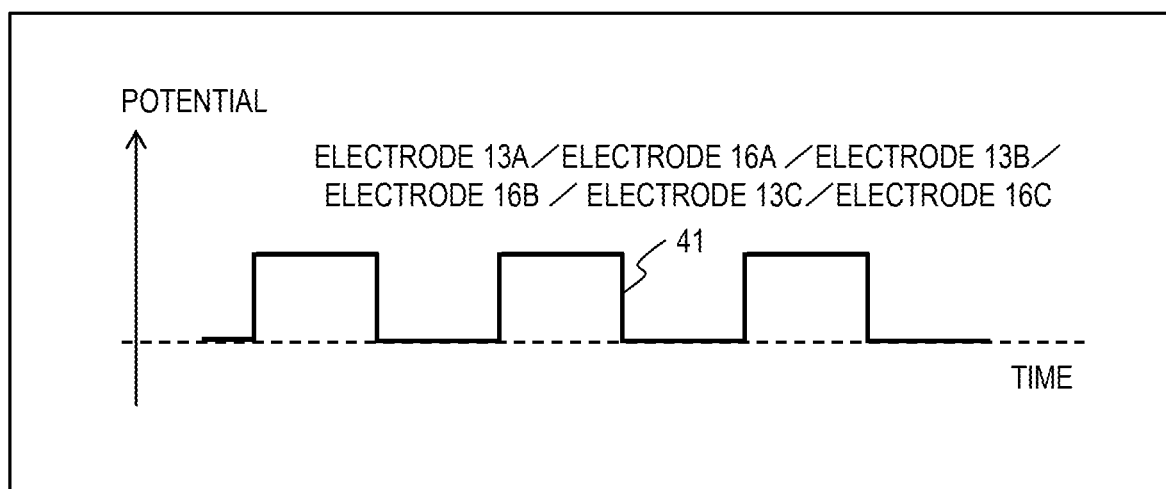 POTENTIAL
ELECTRODE 13A／ELECTRODE 16A／ELECTRODE 13B／
ELECTRODE 16B／ELECTRODE 13C／ELECTRODE 16C
41
TIME